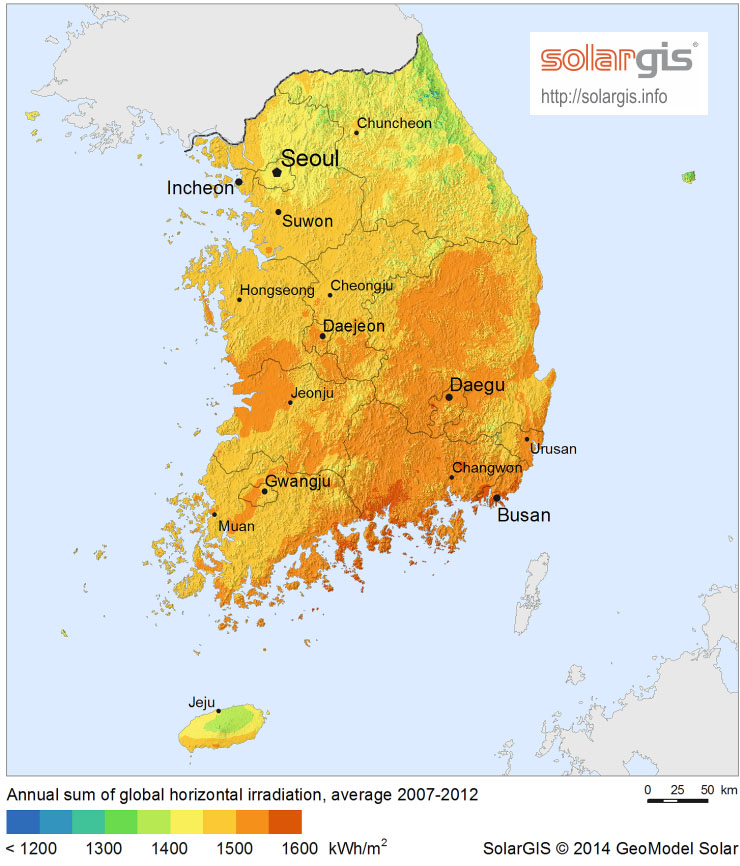 solargis®
http://solargis.info
Chuncheon
Seoul
Incheon
Suwon
Hongseong
Cheongju
Daejeon
Daegu
Jeonju
Urusan
Changwon
Gwangju
Busan
Muan
Jeju
Annual sum of global horizontal irradiation, average 2007-2012
0 25 50 km
< 1200 1300 1400 1500 1600 kWh/m²
SolarGIS © 2014 GeoModel Solar